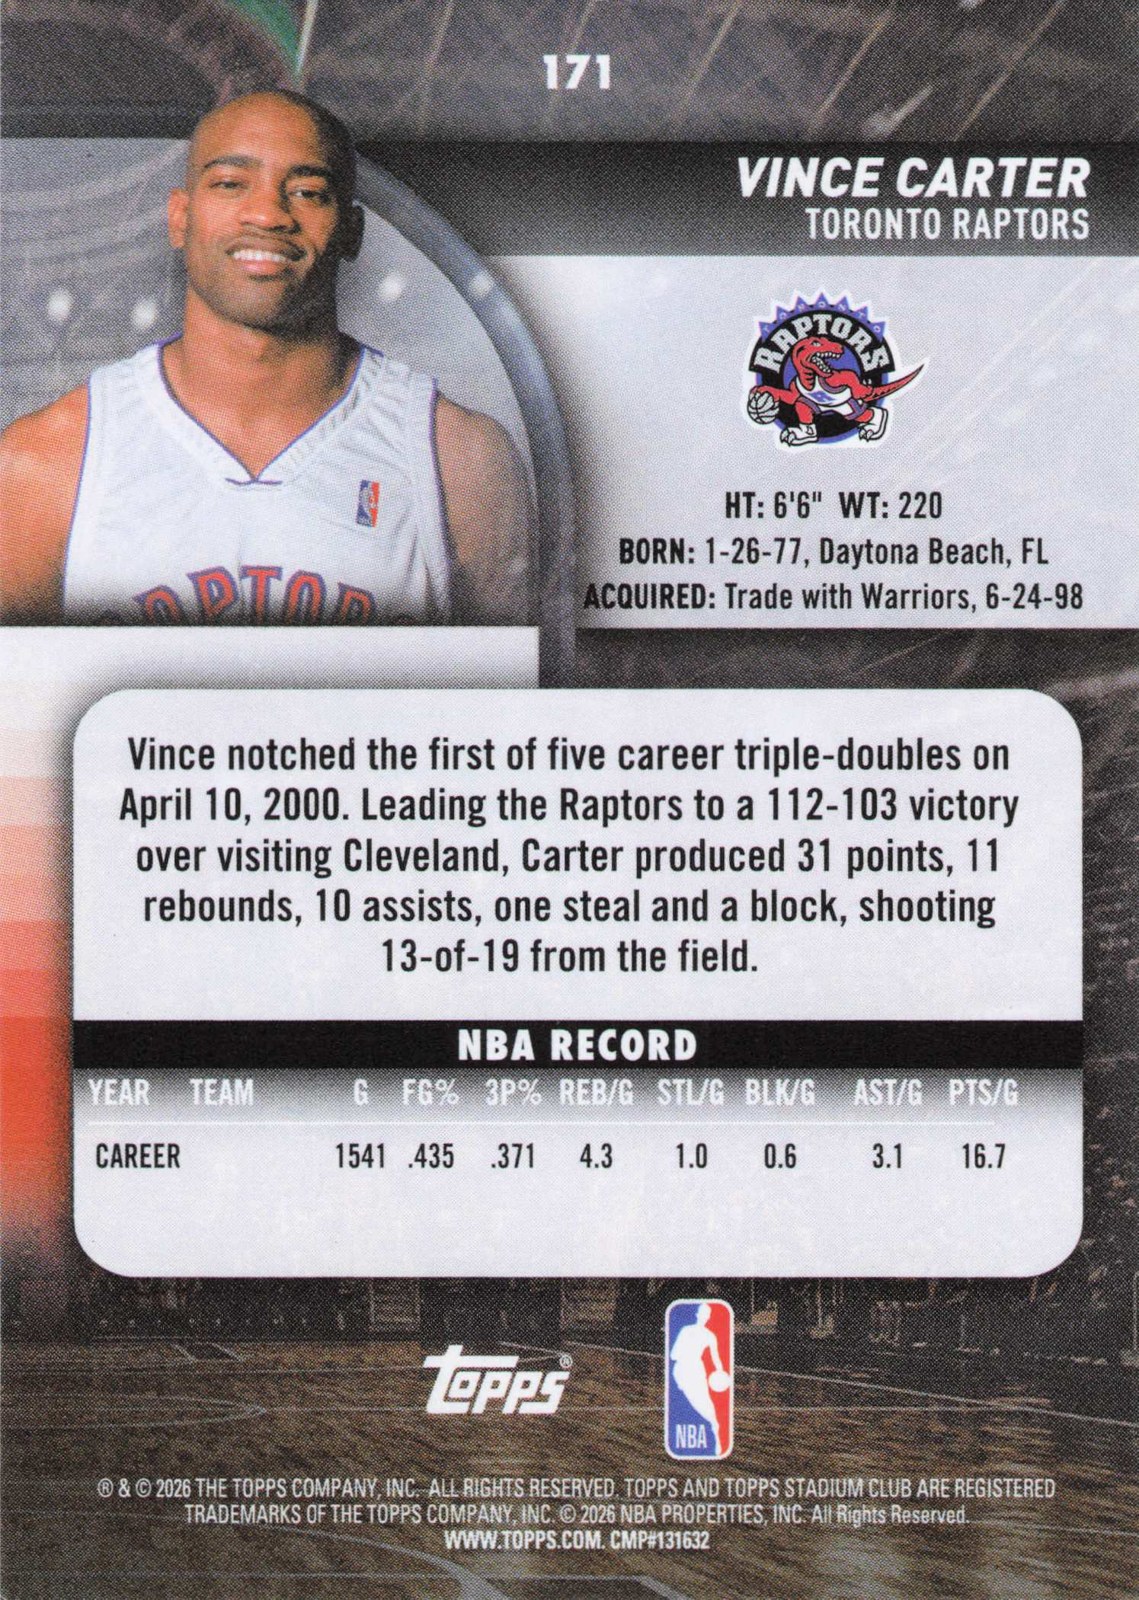 171
VINCE CARTER
TORONTO RAPTORS
TORONTO
RAPTORS
HT: 6'6" WT: 220
BORN: 1-26-77, Daytona Beach, FL
ACQUIRED: Trade with Warriors, 6-24-98
Vince notched the first of five career triple-doubles on
April 10, 2000. Leading the Raptors to a 112-103 victory
over visiting Cleveland, Carter produced 31 points, 11
rebounds, 10 assists, one steal and a block, shooting
13-of-19 from the field.
NBA RECORD
YEAR TEAM G FG% 3P% REB/G STL/G BLK/G AST/G PTS/G
CAREER 1541 .435 .371 4.3 1.0 0.6 3.1 16.7
topps®
NBA
® & © 2026 THE TOPPS COMPANY, INC. ALL RIGHTS RESERVED. TOPPS AND TOPPS STADIUM CLUB ARE REGISTERED
TRADEMARKS OF THE TOPPS COMPANY, INC. © 2026 NBA PROPERTIES, INC. All Rights Reserved.
WWW.TOPPS.COM. CMP#131632